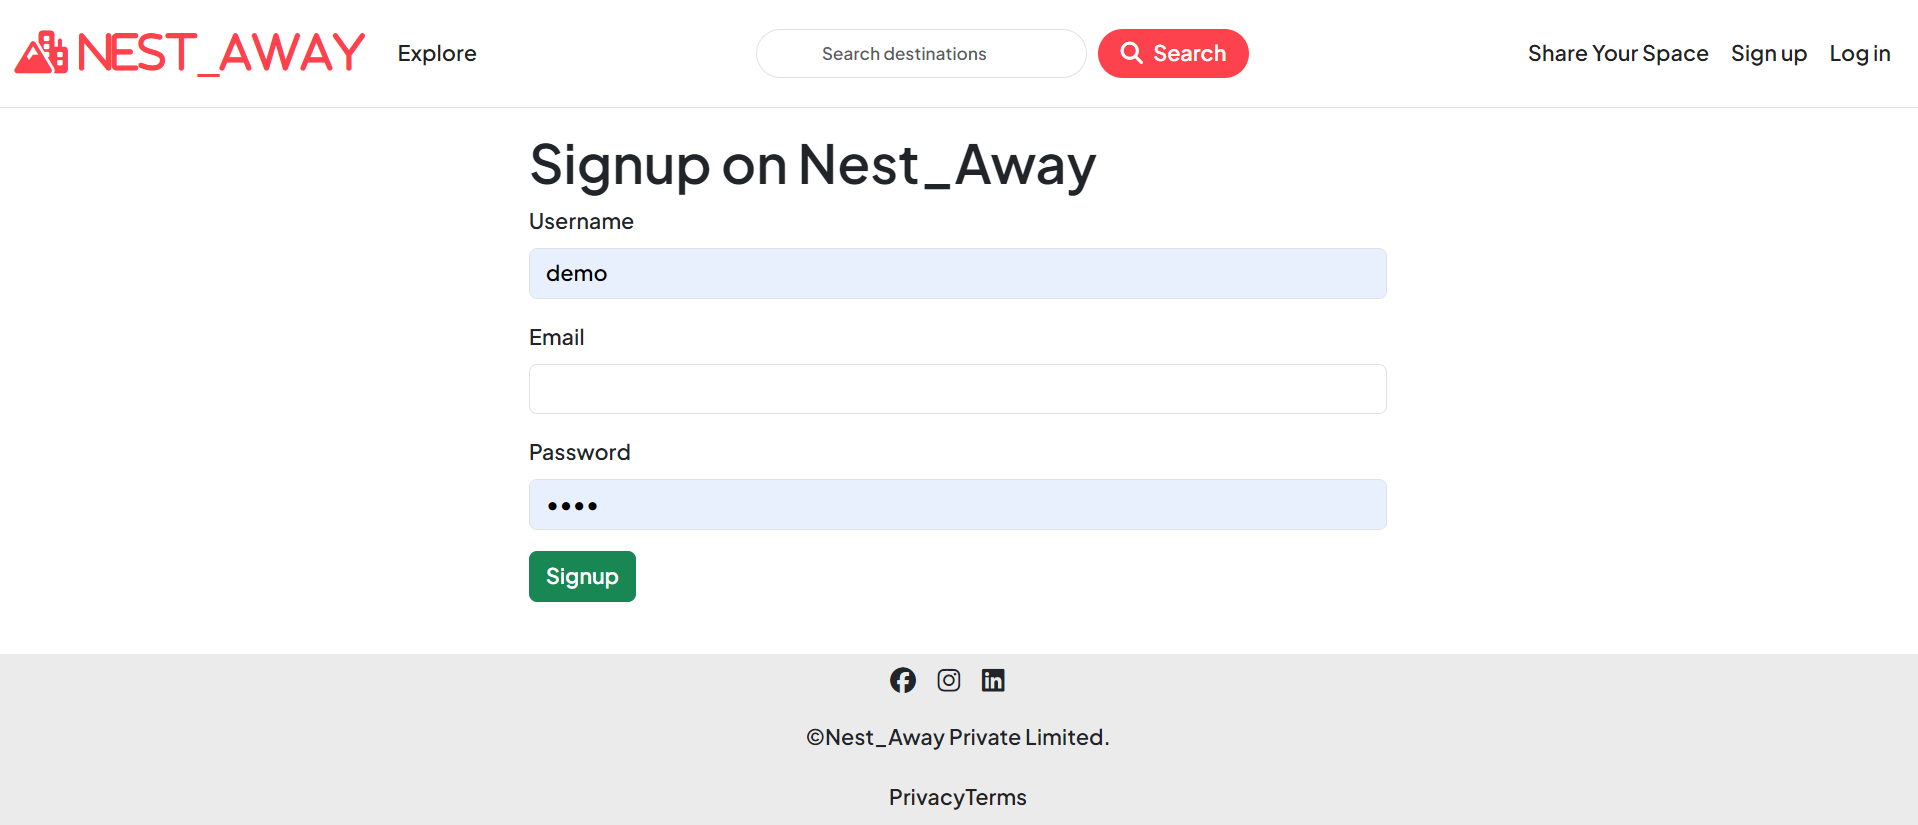 NEST_AWAY Explore Search destinations Search Share Your Space Sign up Log in
Signup on Nest_Away
Username
demo
Email
Password
••••
Signup
©Nest_Away Private Limited.
PrivacyTerms